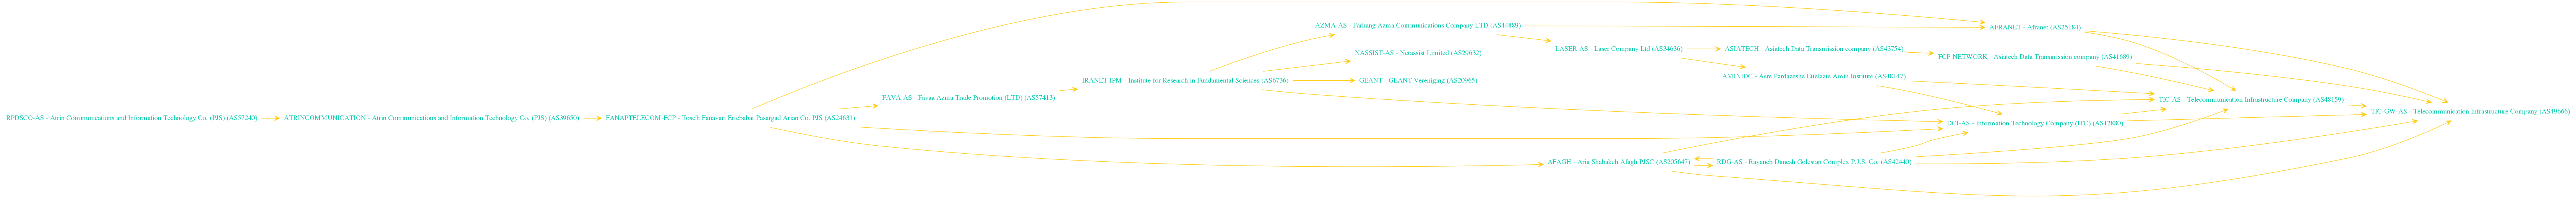 AZMA-AS - Farhang Azma Communications Company LTD (AS44889)
AFRANET - Afranet (AS25184)
NASSIST-AS - Netassist Limited (AS29632)
LASER-AS - Laser Company Ltd (AS34636)
ASIATECH - Asiatech Data Transmission company (AS43754)
FCP-NETWORK - Asiatech Data Transmission company (AS41689)
IRANET-IPM - Institute for Research in Fundamental Sciences (AS6736)
GEANT - GEANT Vereniging (AS20965)
AMINIDC - Asre Pardazeshe Ettelaate Amin Institute (AS48147)
FAVA-AS - Favaa Azma Trade Promotion (LTD) (AS57413)
TIC-AS - Telecommunication Infrastructure Company (AS48159)
TIC-GW-AS - Telecommunication Infrastructure Company (AS49666)
RPDSCO-AS - Atrin Communications and Information Technology Co. (PJS) (AS57240)
ATRINCOMMUNICATION - Atrin Communications and Information Technology Co. (PJS) (AS39650)
FANAPTELECOM-FCP - Tose'h Fanavari Ertebabat Pasargad Arian Co. PJS (AS24631)
DCI-AS - Information Technology Company (ITC) (AS12880)
AFAGH - Aria Shabakeh Afagh PJSC (AS205647)
RDG-AS - Rayaneh Danesh Golestan Complex P.J.S. Co. (AS42440)